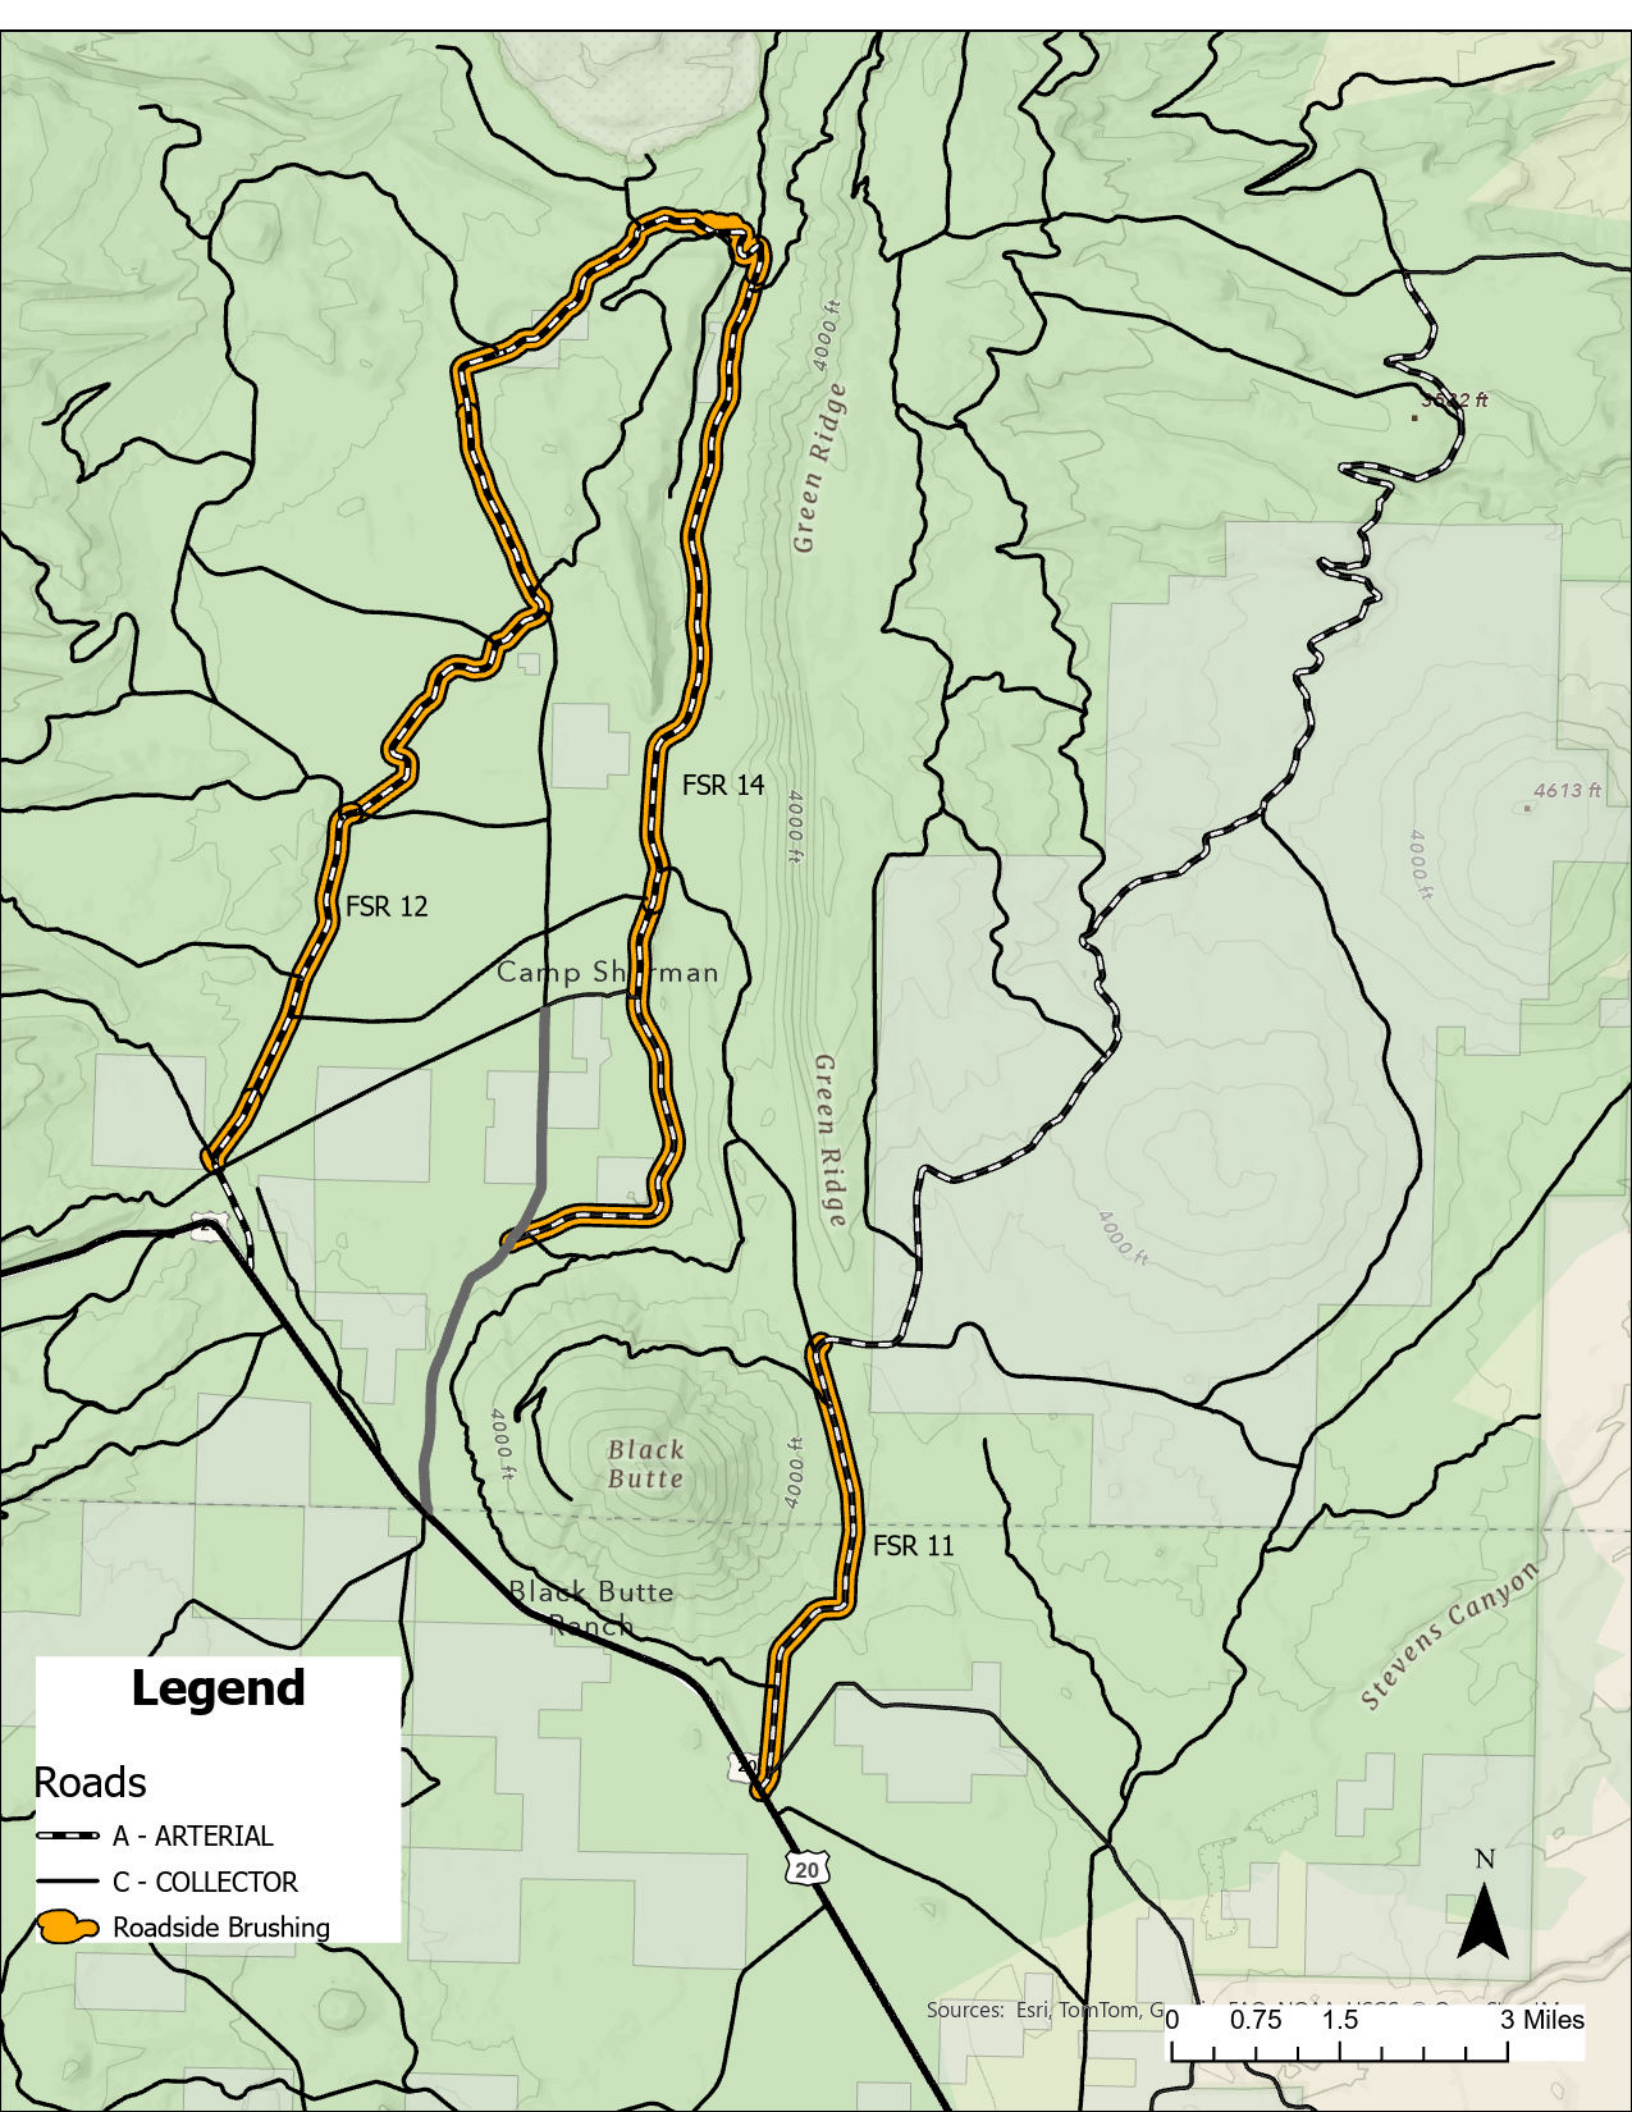 Green Ridge
4000 ft
ft
FSR 14
4613 ft
4000 ft
4000 ft
FSR 12
Camp Sherman
Green Ridge
4000 ft
Black
Butte
4000 ft
4000 ft
FSR 11
Black Butte
Ranch
Stevens Canyon
Legend
Roads
A - ARTERIAL
C - COLLECTOR
Roadside Brushing
20
20
N
Sources: Esri, TomTom, G
0 0.75 1.5 3 Miles